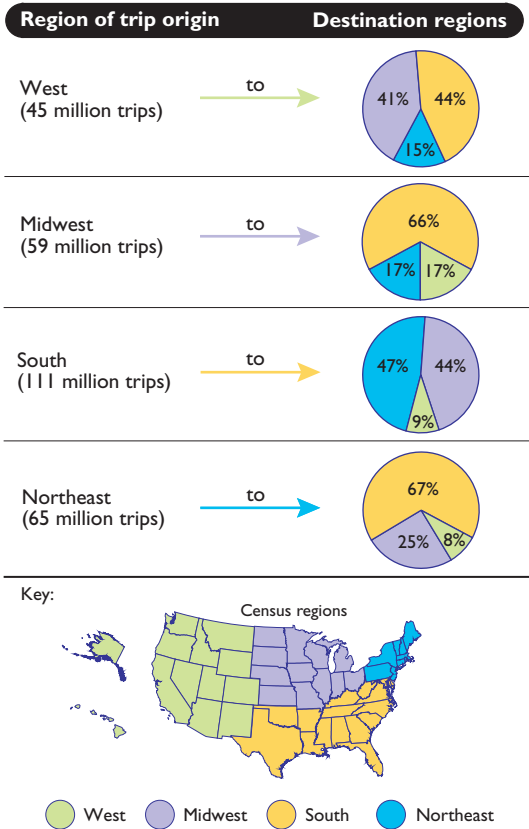 Region of trip origin Destination regions
West
(45 million trips)
to
41% 44%
15%
Midwest
(59 million trips)
to
66%
17% 17%
South
(111 million trips)
to
47% 44%
9%
Northeast
(65 million trips)
to
67%
25% 8%
Key:
Census regions
West Midwest South Northeast